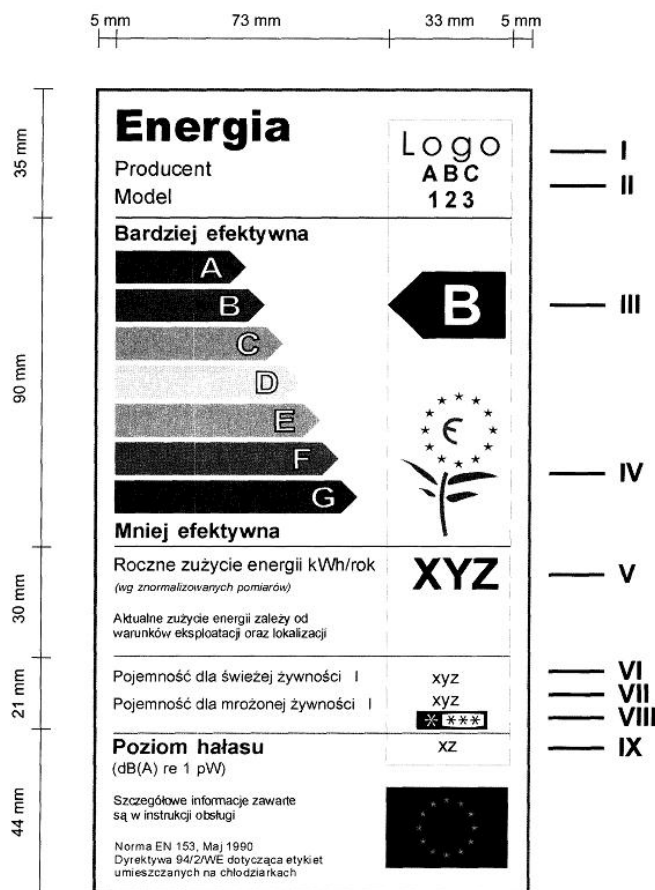 5 mm 73 mm 33 mm 5 mm
35 mm
Energia
Logo
I
Producent
ABC
II
Model
123
90 mm
Bardziej efektywna
A
B
B
III
C
D
E
F
IV
G
Mniej efektywna
30 mm
Roczne zużycie energii kWh/rok
XYZ
V
(wg znormalizowanych pomiarów)
Aktualne zużycie energii zależy od
warunków eksploatacji oraz lokalizacji
21 mm
Pojemność dla świeżej żywności l
xyz
VI
Pojemność dla mrożonej żywności l
xyz
VII
* ***
VIII
44 mm
Poziom hałasu
xz
IX
(dB(A) re 1 pW)
Szczegółowe informacje zawarte
są w instrukcji obsługi
Norma EN 153, Maj 1990
Dyrektywa 94/2/WE dotycząca etykiet
umieszczanych na chłodziarkach